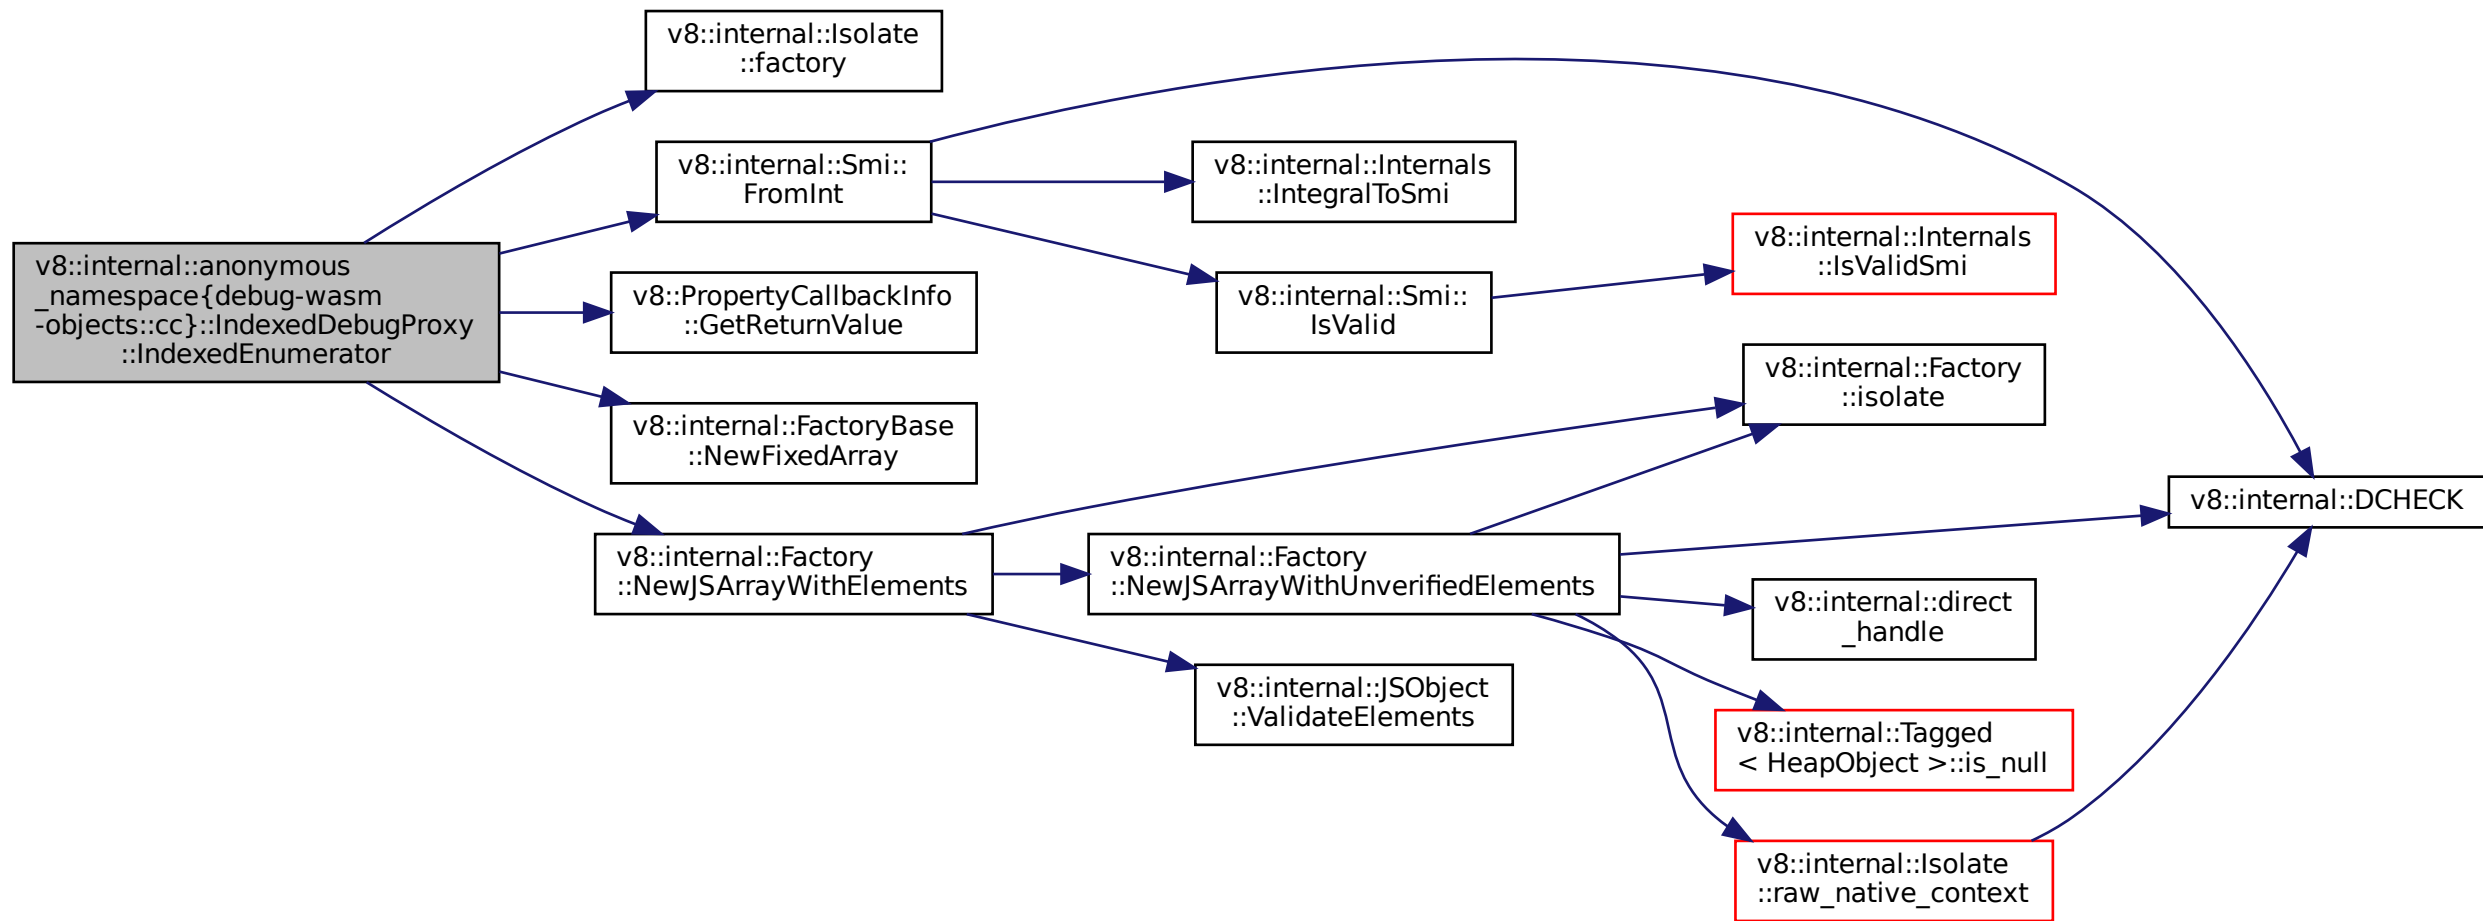 v8::internal::Isolate
::factory
v8::internal::Smi::
FromInt
v8::internal::Internals
::IntegralToSmi
v8::internal::Internals
::IsValidSmi
v8::internal::anonymous
_namespace{debug-wasm
-objects::cc}::IndexedDebugProxy
::IndexedEnumerator
v8::PropertyCallbackInfo
::GetReturnValue
v8::internal::Smi::
IsValid
v8::internal::Factory
::isolate
v8::internal::FactoryBase
::NewFixedArray
v8::internal::DCHECK
v8::internal::Factory
::NewJSArrayWithElements
v8::internal::Factory
::NewJSArrayWithUnverifiedElements
v8::internal::direct
_handle
v8::internal::JSObject
::ValidateElements
v8::internal::Tagged
< HeapObject >::is_null
v8::internal::Isolate
::raw_native_context